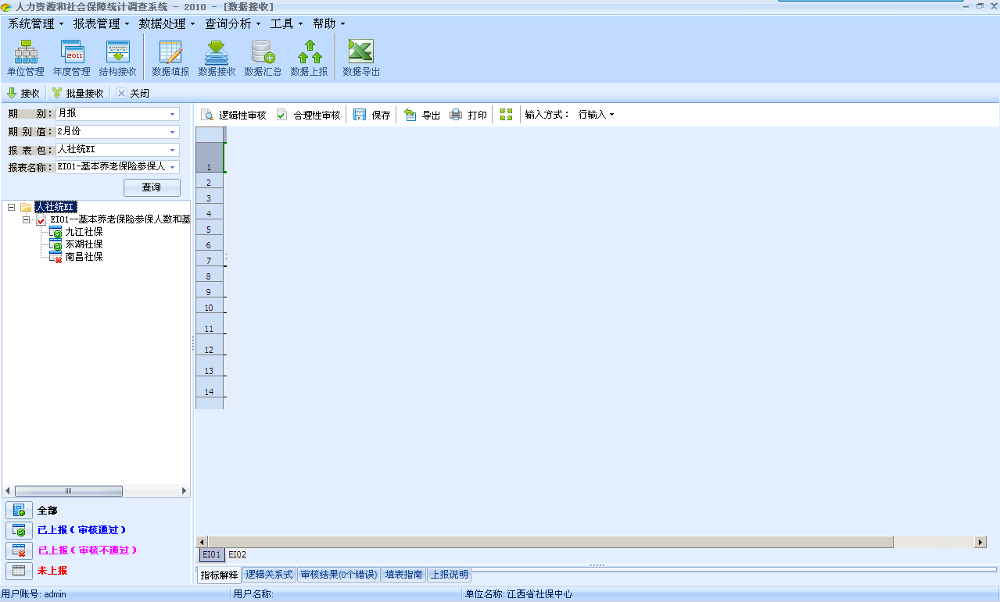 人力资源和社会保障统计调查系统 - 2010 - [数据接收]
系统管理 报表管理 数据处理 查询分析 工具 帮助
2011
单位管理 年度管理 结构接收 数据填报 数据接收 数据汇总 数据上报 数据导出
接收 批量接收 关闭
期 别: 月报
期 别 值: 2月份
报 表 包: 人社统EI
报表名称: EI01-基本养老保险参保人
查询
人社统EI
EI01--基本养老保险参保人数和基
九江社保
东湖社保
南昌社保
全部
已上报(审核通过)
已上报(审核不通过)
未上报
逻辑性审核 合理性审核 保存 导出 打印 输入方式: 行输入
1
2
3
4
5
6
7
8
9
10
11
12
13
14
EI01 EI02
指标解释 逻辑关系式 审核结果(0个错误) 填表指南 上报说明
用户账号: admin 用户名称: 单位名称: 江西省社保中心